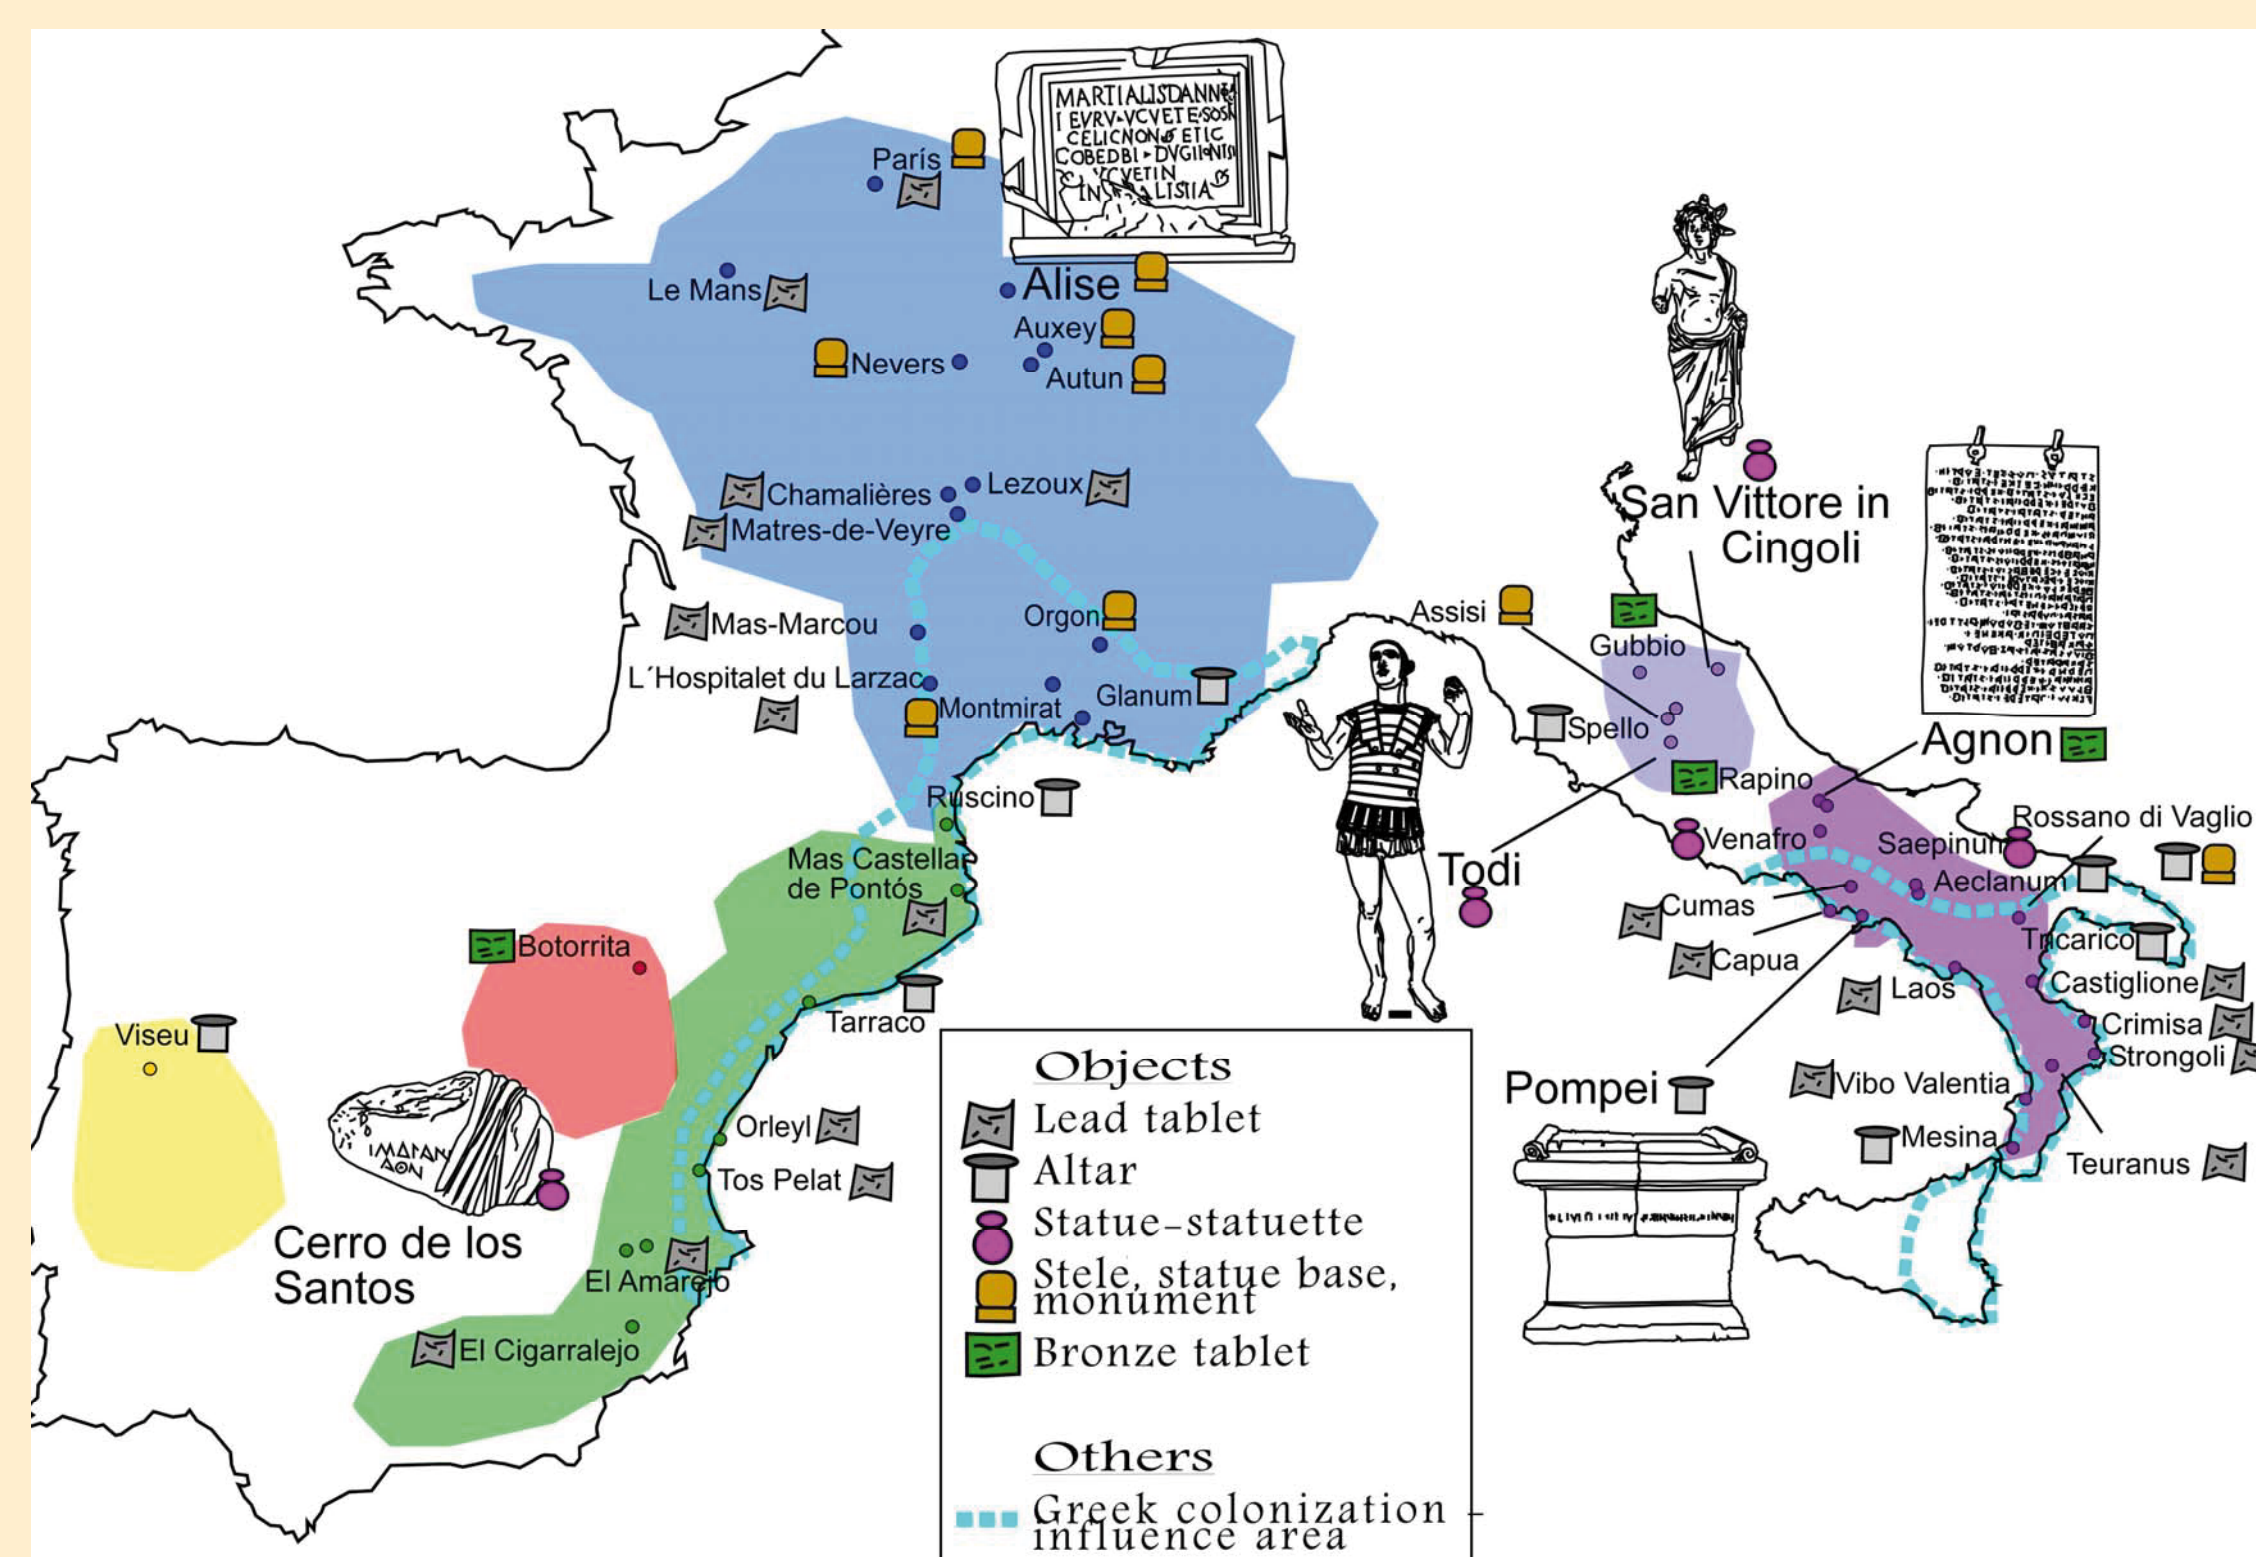 MARTIALIS DANN
I EVRV VCVETE SOSI
CELICNON ETIC
COBEDBI DVGIIONTI
VCVETIN
París
Le Mans
Alise
Auxey
Nevers
Autun
Chamalières
Lezoux
Matres-de-Veyre
Mas-Marcou
Orgon
L´Hospitalet du Larzac
Montmirat
Glanum
Ruscino
Mas Castellar
de Pontós
Botorrita
Tarraco
Viseu
Orleyl
Tos Pelat
Cerro de los
Santos
El Amarejo
El Cigarralejo
San Vittore in
Cingoli
Assisi
Gubbio
Spello
Rapino
Agnon
Todi
Venafro
Saepinum
Rossano di Vaglio
Aeclanum
Cumas
Capua
Tricarico
Laos
Castiglione
Crimisa
Strongoli
Vibo Valentia
Pompei
Mesina
Teuranus
Objects
Lead tablet
Altar
Statue-statuette
Stele, statue base,
monument
Bronze tablet
Others
Greek colonization
influence area